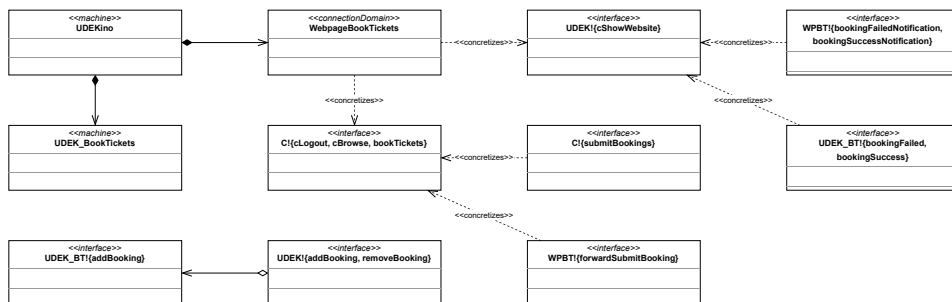 <<machine>>
UDEKino
<<connectionDomain>>
WebpageBookTickets
<<concretizes>>
<<interface>>
UDEK!{cShowWebsite}
<<concretizes>>
<<interface>>
WPBT!{bookingFailedNotification,
bookingSuccessNotification}
<<concretizes>>
<<concretizes>>
<<machine>>
UDEK_BookTickets
<<interface>>
C!{cLogout, cBrowse, bookTickets}
<<concretizes>>
<<interface>>
C!{submitBookings}
<<interface>>
UDEK_BT!{bookingFailed,
bookingSuccess}
<<concretizes>>
<<interface>>
UDEK_BT!{addBooking}
<<interface>>
UDEK!{addBooking, removeBooking}
<<interface>>
WPBT!{forwardSubmitBooking}